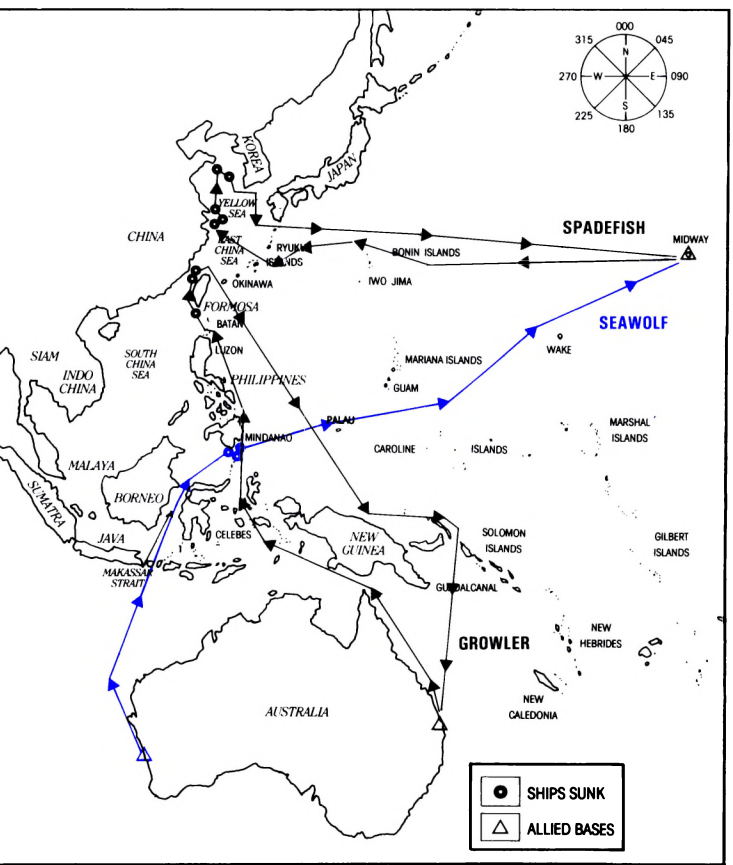 000
315
045
N
270
W
E
090
S
225
135
180
KOREA
JAPAN
YELLOW
SEA
SPADEFISH
CHINA
EAST
CHINA
SEA
RYUKU
ISLANDS
BONIN ISLANDS
MIDWAY
OKINAWA
IWO JIMA
FORMOSA
SEAWOLF
BATAN
LUZON
SIAM
INDO
CHINA
SOUTH
CHINA
SEA
MARIANA ISLANDS
WAKE
PHILIPPINES
GUAM
PALAU
MARSHAL
ISLANDS
MINDANAO
CAROLINE
ISLANDS
MALAYA
SUMATRA
BORNEO
JAVA
CELEBES
NEW
GUINEA
SOLOMON
ISLANDS
GILBERT
ISLANDS
MAKASSAR
STRAIT
GUADALCANAL
GROWLER
NEW
HEBRIDES
NEW
CALEDONIA
AUSTRALIA
SHIPS SUNK
ALLIED BASES